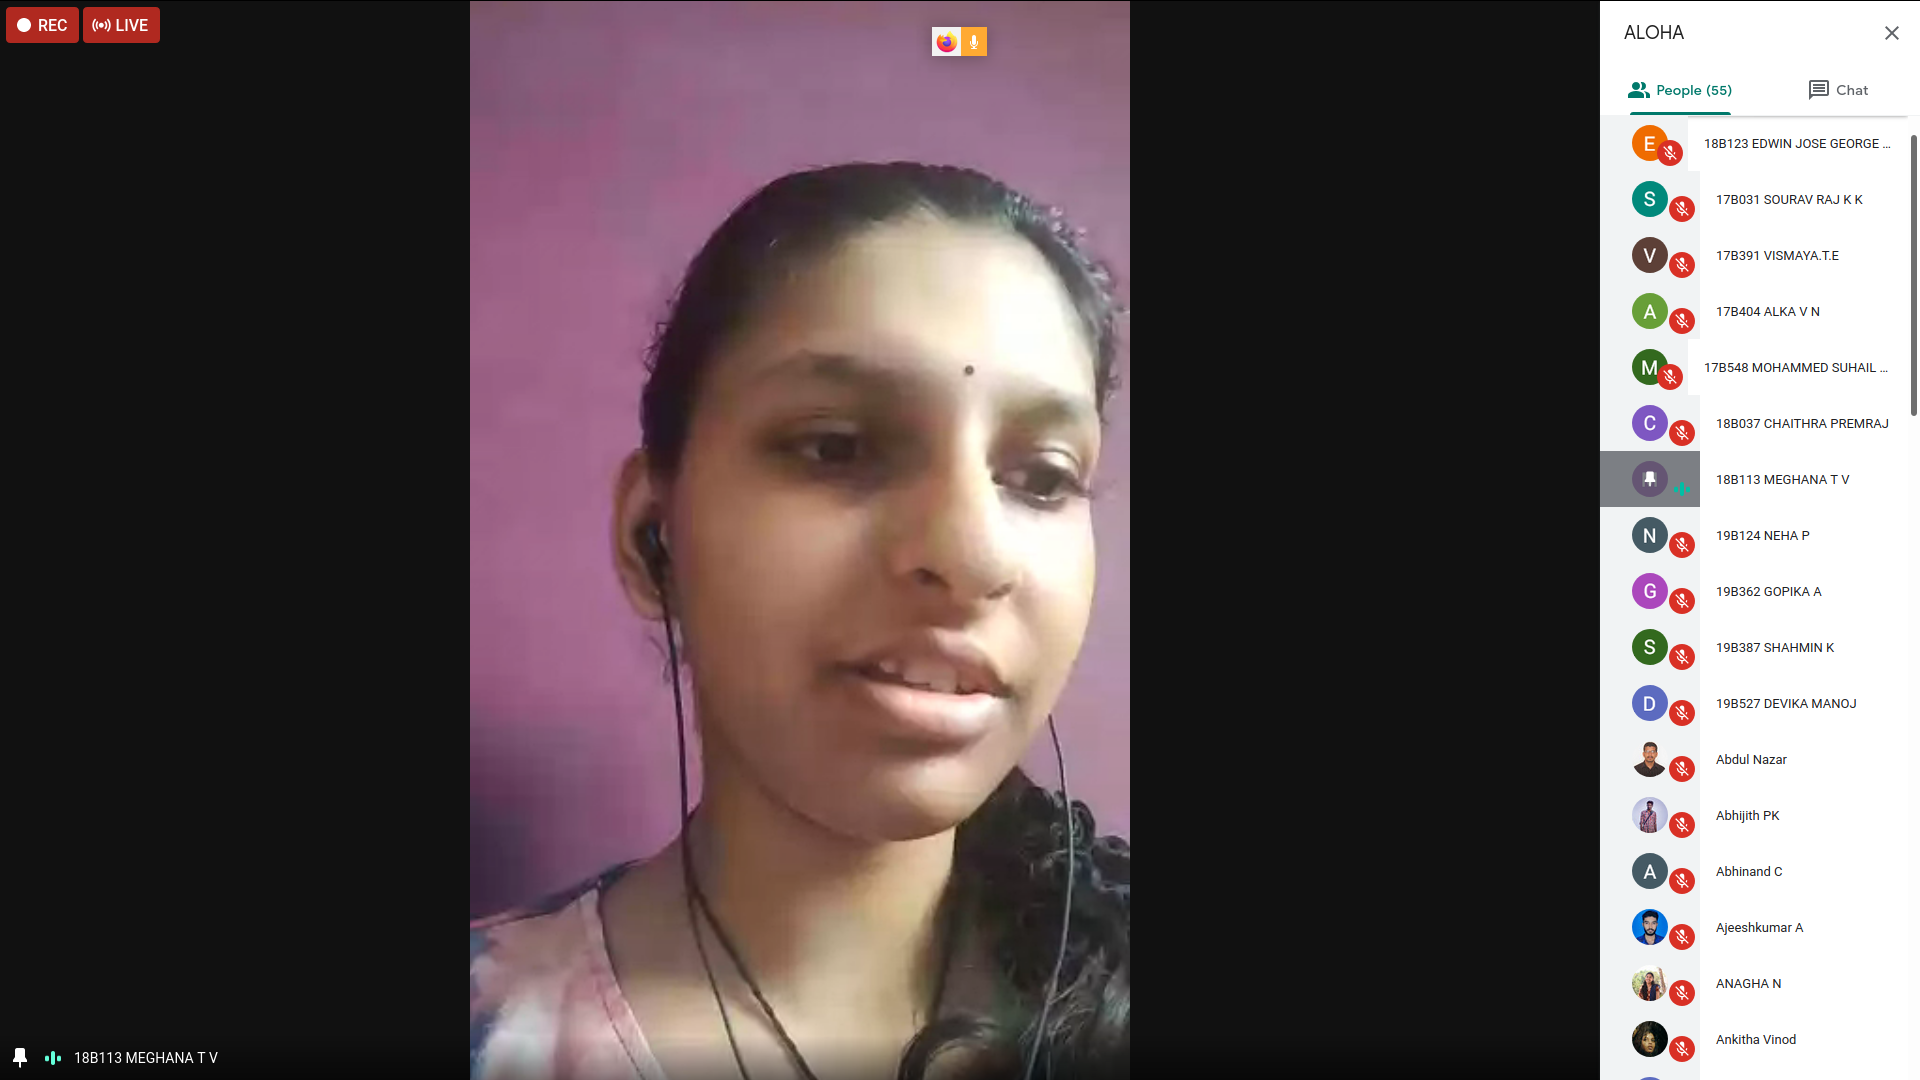 REC
LIVE
ALOHA
People (55)
Chat
E
18B123 EDWIN JOSE GEORGE ...
S
17B031 SOURAV RAJ K K
V
17B391 VISMAYA.T.E
A
17B404 ALKA V N
M
17B548 MOHAMMED SUHAIL ...
C
18B037 CHAITHRA PREMRAJ
18B113 MEGHANA T V
N
19B124 NEHA P
G
19B362 GOPIKA A
S
19B387 SHAHMIN K
D
19B527 DEVIKA MANOJ
Abdul Nazar
Abhijith PK
A
Abhinand C
Ajeeshkumar A
ANAGHA N
Ankitha Vinod
18B113 MEGHANA T V